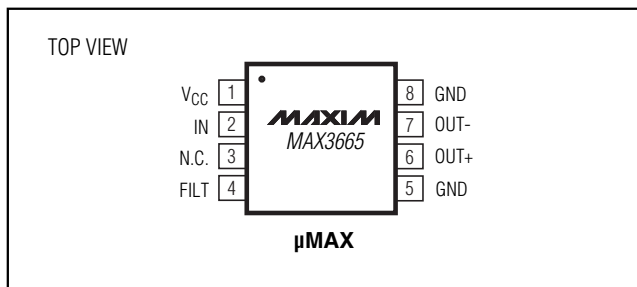 TOP VIEW
VCC 1
IN 2
N.C. 3
FILT 4
MAXIM
MAX3665
8 GND
7 OUT-
6 OUT+
5 GND
µMAX